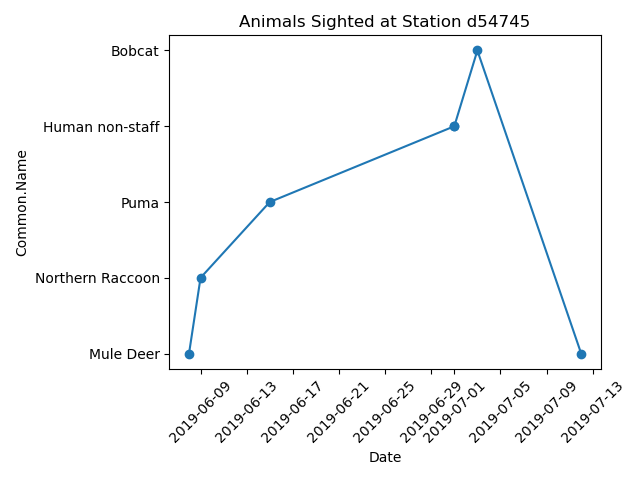 Animals Sighted at Station d54745
Common.Name
Bobcat
Human non-staff
Puma
Northern Raccoon
Mule Deer
2019-06-09
2019-06-13
2019-06-17
2019-06-21
2019-06-25
2019-06-29
2019-07-01
2019-07-05
2019-07-09
2019-07-13
Date